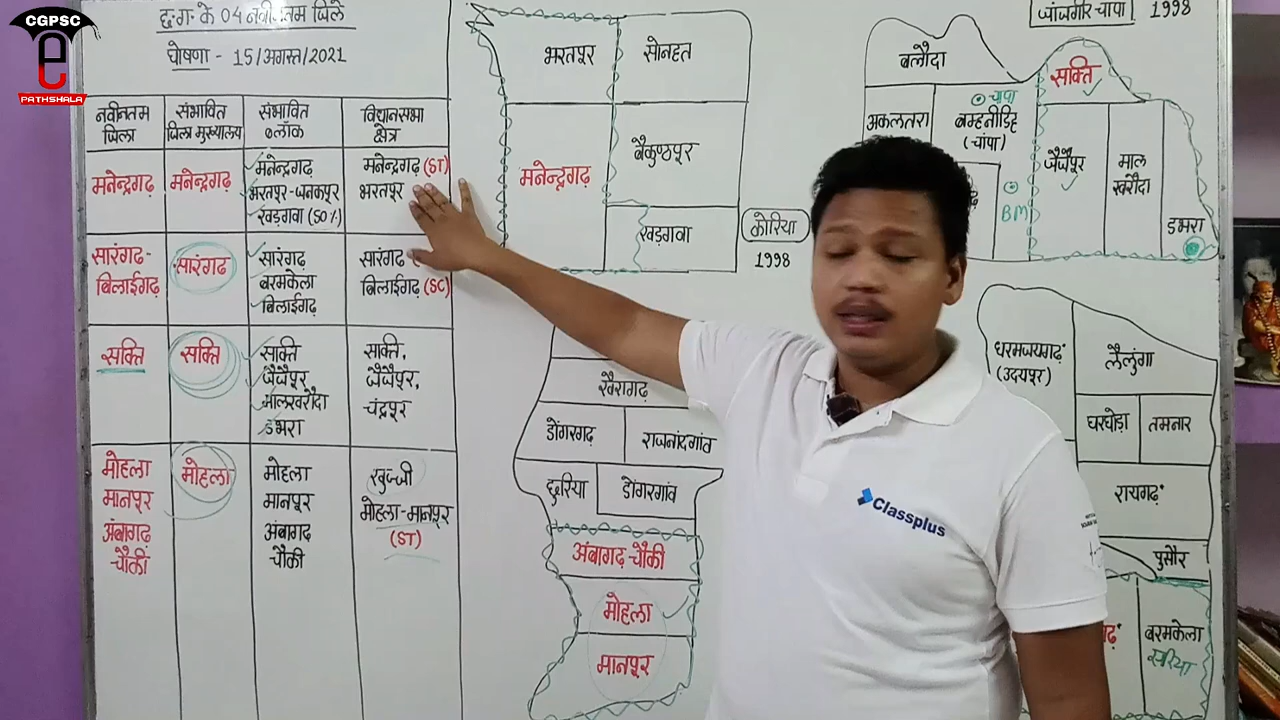 CGPSC
e
PATHSHALA
छ.ग. के 04 नवीनतम जिले
घोषणा - 15/अगस्त/2021
नवीनतम जिला
संभावित जिला मुख्यालय
संभावित ब्लॉक
विधानसभा क्षेत्र
मनेन्द्रगढ़
मनेन्द्रगढ़
मनेन्द्रगढ़
भरतपुर-जनकपुर
खड़गवा (50%)
मनेन्द्रगढ़ (ST)
भरतपुर
सारंगढ़-
बिलाईगढ़
सारंगढ़
सारंगढ़
बरमकेला
बिलाईगढ़
सारंगढ़
बिलाईगढ़ (SC)
सक्ति
सक्ति
सक्ति
जैजैपुर
मालखरौदा
डभरा
सक्ति,
जैजैपुर,
चंद्रपुर
मोहला
मानपुर
अंबागढ़
चौकी
मोहला
मोहला
मानपुर
अंबागढ़
चौकी
खुज्जी
मोहला-मानपुर
(ST)
भरतपुर
सोनहत
मनेन्द्रगढ़
बैकुण्ठपुर
खड़गवा
कोरिया
1998
खैरागढ़
डोंगरगढ़
राजनांदगांव
छुरिया
डोंगरगांव
अंबागढ़ चौकी
मोहला
मानपुर
जांजगीर चांपा
1998
बलौदा
सक्ति
अकलतरा
चांपा
बम्हनीडिह
(चांपा)
BM
जैजैपुर
माल
खरौदा
डभरा
धरमजयगढ़
(उदयपुर)
लैलुंगा
घरघोड़ा
तमनार
रायगढ़
पुसौर
बरमकेला
सरिया
Classplus